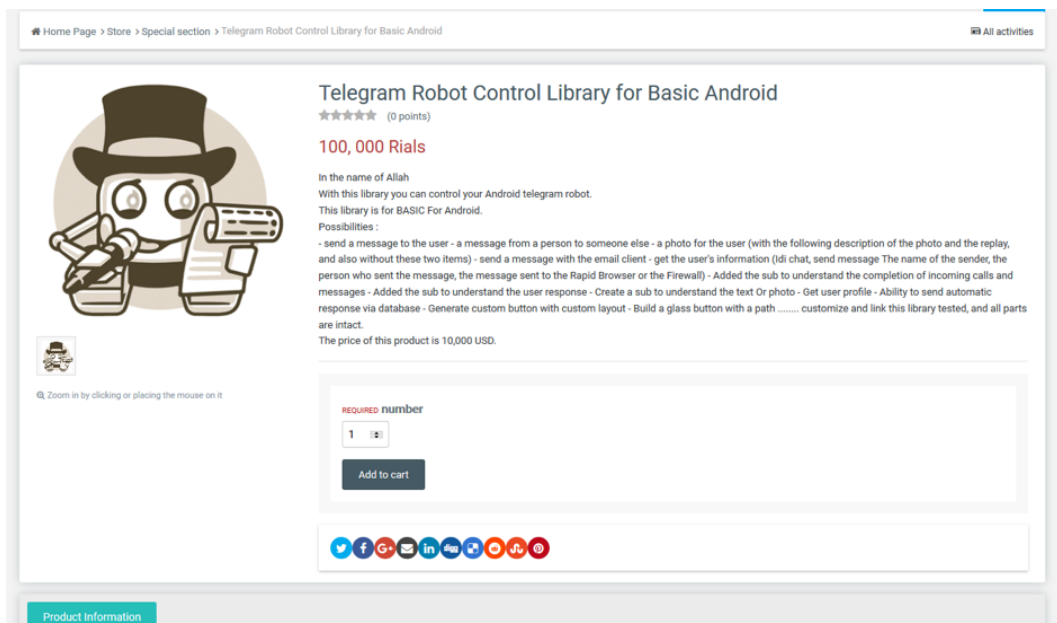 Home Page > Store > Special section > Telegram Robot Control Library for Basic Android
All activities
Telegram Robot Control Library for Basic Android
(0 points)
100, 000 Rials
In the name of Allah
With this library you can control your Android telegram robot.
This library is for BASIC For Android.
Possibilities :
- send a message to the user - a message from a person to someone else - a photo for the user (with the following description of the photo and the replay,
and also without these two items) - send a message with the email client - get the user's information (Idi chat, send message The name of the sender, the
person who sent the message, the message sent to the Rapid Browser or the Firewall) - Added the sub to understand the completion of incoming calls and
messages - Added the sub to understand the user response - Create a sub to understand the text Or photo - Get user profile - Ability to send automatic
response via database - Generate custom button with custom layout - Build a glass button with a path ........ customize and link this library tested, and all parts
are intact.
The price of this product is 10,000 USD.
Zoom in by clicking or placing the mouse on it
REQUIRED number
1
Add to cart
G+
in
digg
Product Information